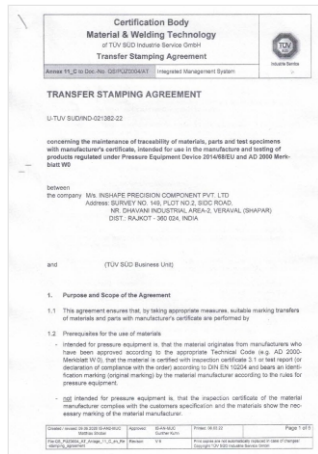 Certification Body
Material & Welding Technology
of TÜV SÜD Industrie Service GmbH
Transfer Stamping Agreement
TÜV
SÜD
Industrie Service
Integrated Management System
TRANSFER STAMPING AGREEMENT
U-TUV SUD/IND-021382-22
concerning the maintenance of traceability of materials, parts and test specimens
with manufacturer's certificate, intended for use in the manufacture and testing of
products regulated under Pressure Equipment Device 2014/68/EU and AD 2000 Merk-
blatt W0
between
the company M/s. INSHAPE PRECISION COMPONENT PVT. LTD
Address: SURVEY NO. 148, PLOT NO.2, SIDC ROAD,
NR. DHAVANI INDUSTRIAL AREA-2, VERAVAL (SHAPAR)
DIST.: RAJKOT - 360 024, INDIA
and (TÜV SÜD Business Unit)
1. Purpose and Scope of the Agreement
1.1 This agreement ensures that, by taking appropriate measures, suitable marking transfers
of materials and parts with manufacturer's certificate are performed by
1.2 Prerequisites for the use of materials
- intended for pressure equipment is, that the material originates from manufacturers who
have been approved according to the appropriate Technical Code (e.g. AD 2000-
Merkblatt W 0), that the material is certified with inspection certificate 3.1 or test report (or
declaration of compliance with the order) according to DIN EN 10204 and bears an identi-
fication marking (original marking) by the material manufacturer according to the rules for
pressure equipment.
- not intended for pressure equipment is, that the inspection certificate of the material
manufacturer complies with the customers specification and the materials show the nec-
essary marking of the material manufacturer.
Page 1 of 3